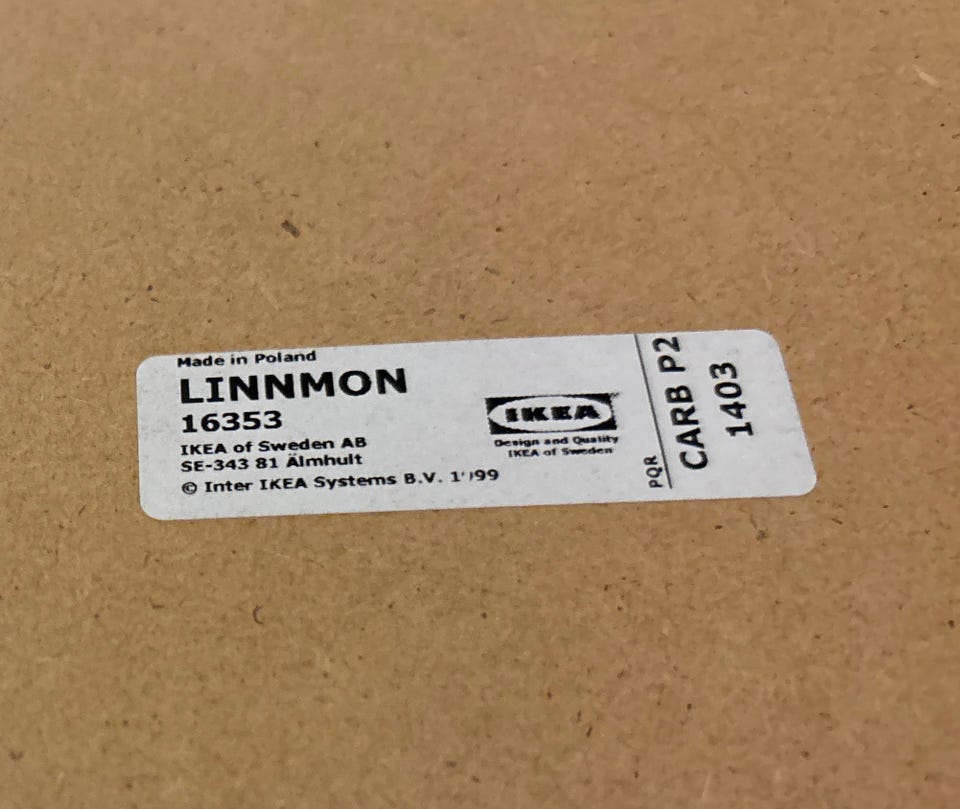 Made in Poland
LINNMON
16353
IKEA of Sweden AB
SE-343 81 Älmhult
© Inter IKEA Systems B.V. 1999
IKEA
Design and Quality
IKEA of Sweden
PQR
CARB P2
1403